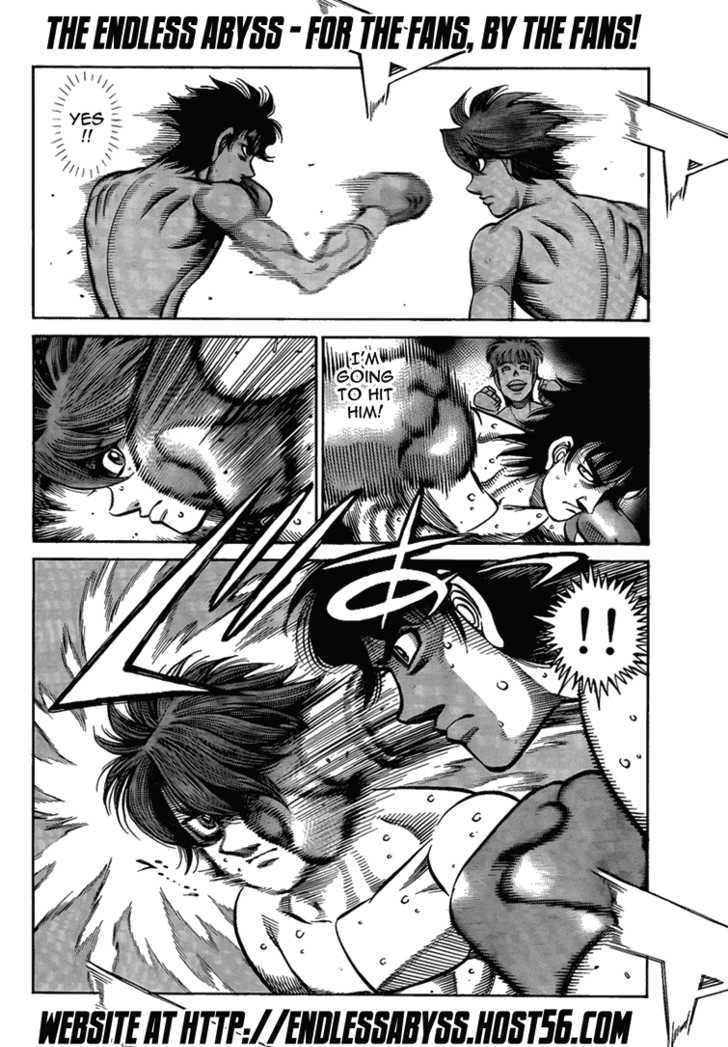 THE ENDLESS ABYSS - FOR THE FANS, BY THE FANS!
YES
!!
I'M
GOING
TO HIT
HIM!
!!
WEBSITE AT HTTP://ENDLESSABYSS.HOST56.COM